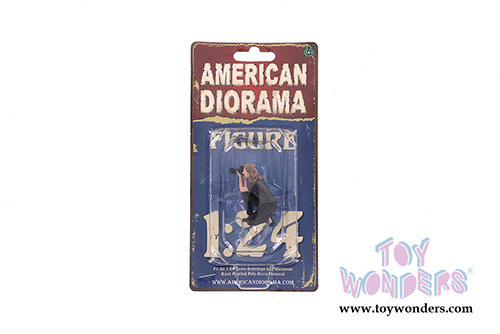 AMERICAN
DIORAMA
FIGURE
1:24
WWW.AMERICANDIORAMA.COM
TOY
WONDERS
®
www.toywonders.com